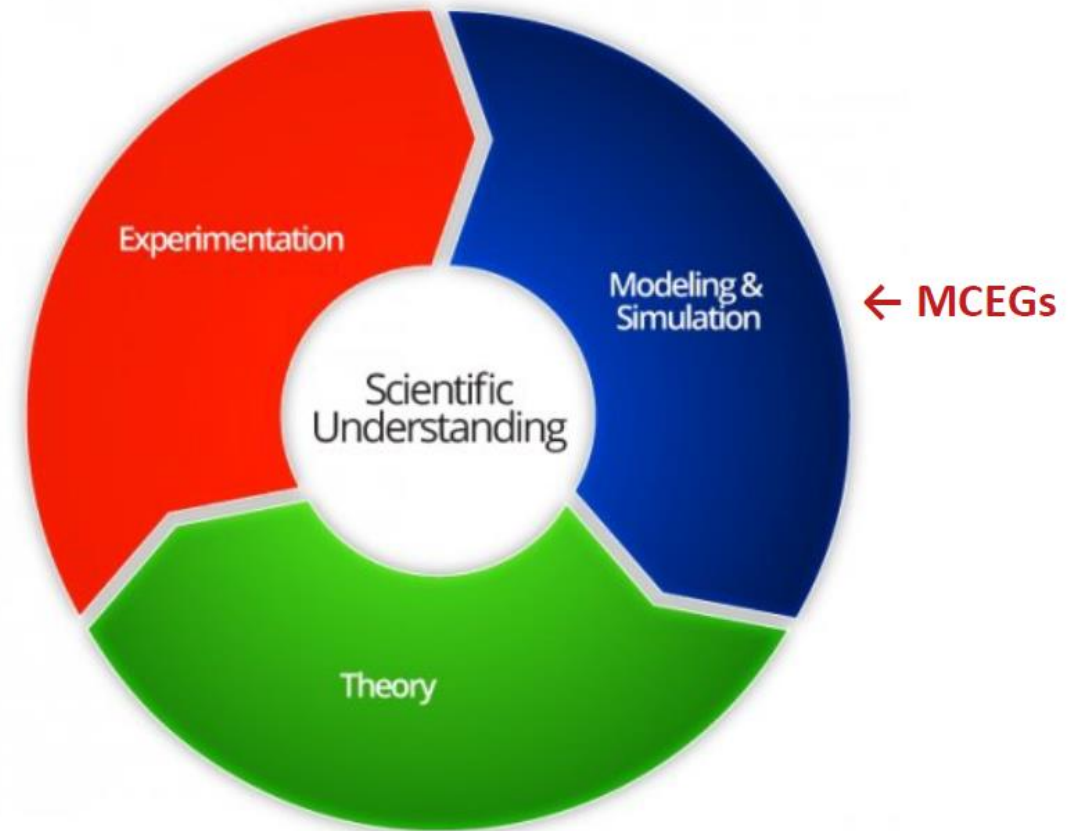 Experimentation
Modeling &
Simulation
← MCEGs
Scientific
Understanding
Theory